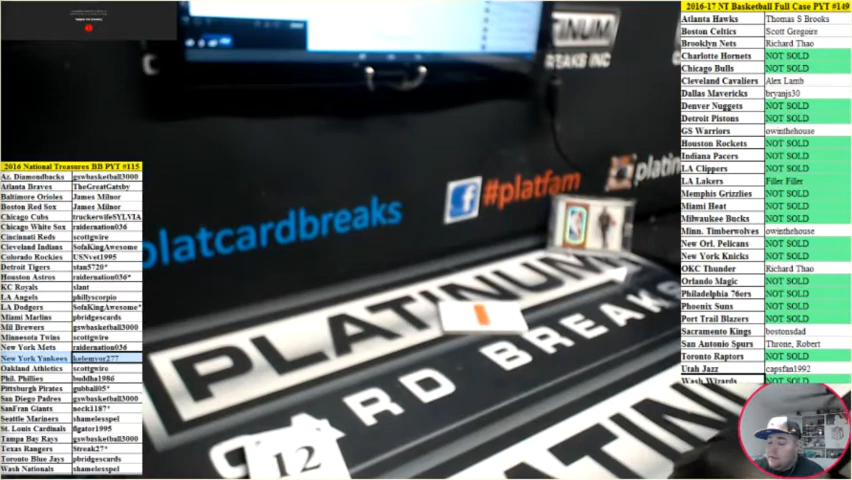 2016 National Treasures BB PYT #115
Az. Diamondbacks gswbasketball3000
Atlanta Braves TheGreatGatsby
Baltimore Orioles James Milnor
Boston Red Sox James Milnor
Chicago Cubs truckerwifeSYLVIA
Chicago White Sox raidernation036
Cincinnati Reds scottgwire
Cleveland Indians SofaKingAwesome
Colorado Rockies USNvet1995
Detroit Tigers stan5720*
Houston Astros raidernation036*
KC Royals slant
LA Angels phillyscorpio
LA Dodgers SofaKingAwesome*
Miami Marlins pbridgescards
Mil Brewers gswbasketball3000
Minnesota Twins scottgwire
New York Mets raidernation036
New York Yankees kelemvor277
Oakland Athletics scottgwire
Phil. Phillies buddha1986
Pittsburgh Pirates gubball05*
San Diego Padres gswbasketball3000
SanFran Giants neck1187*
Seattle Mariners shamelesspel
St. Louis Cardinals figator1995
Tampa Bay Rays gswbasketball3000
Texas Rangers Streak27*
Toronto Blue Jays pbridgescards
Wash Nationals shamelesspel
INUM
EAKS INC
platcardbreaks
#platfam
platin
PLATINUM
CARD BREAKS
12
2016-17 NT Basketball Full Case PYT #149
Atlanta Hawks Thomas S Brooks
Boston Celtics Scott Gregoire
Brooklyn Nets Richard Thao
Charlotte Hornets NOT SOLD
Chicago Bulls NOT SOLD
Cleveland Cavaliers Alex Lamb
Dallas Mavericks bryanjs30
Denver Nuggets NOT SOLD
Detroit Pistons NOT SOLD
GS Warriors owinthehouse
Houston Rockets NOT SOLD
Indiana Pacers NOT SOLD
LA Clippers NOT SOLD
LA Lakers Filer Filer
Memphis Grizzlies NOT SOLD
Miami Heat NOT SOLD
Milwaukee Bucks NOT SOLD
Minn. Timberwolves owinthehouse
New Orl. Pelicans NOT SOLD
New York Knicks NOT SOLD
OKC Thunder Richard Thao
Orlando Magic NOT SOLD
Philadelphia 76ers NOT SOLD
Phoenix Suns NOT SOLD
Port Trail Blazers NOT SOLD
Sacramento Kings bostonsdad
San Antonio Spurs Throne, Robert
Toronto Raptors NOT SOLD
Utah Jazz capsfan1992
Wash Wizards NOT SOLD